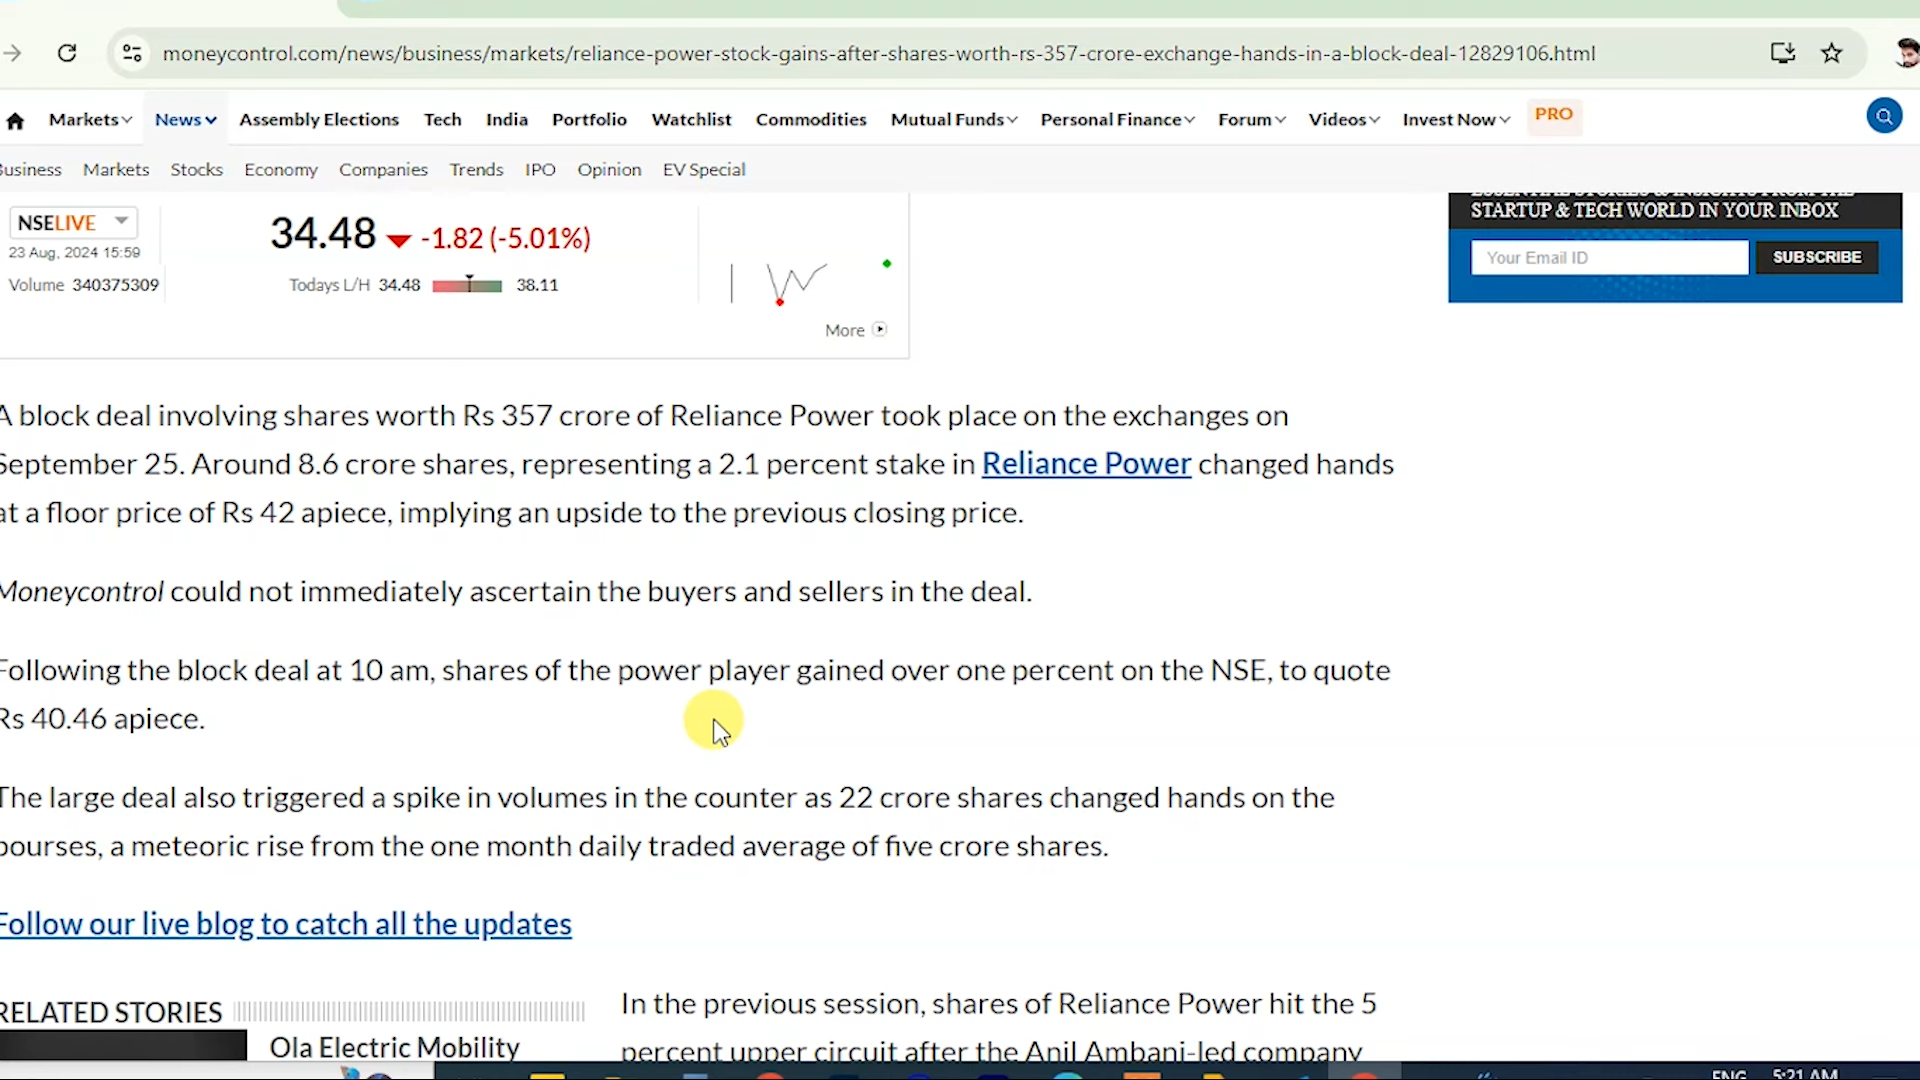 moneycontrol.com/news/business/markets/reliance-power-stock-gains-after-shares-worth-rs-357-crore-exchange-hands-in-a-block-deal-12829106.html
Markets News Assembly Elections Tech India Portfolio Watchlist Commodities Mutual Funds Personal Finance Forum Videos Invest Now PRO
Business Markets Stocks Economy Companies Trends IPO Opinion EV Special
STARTUP & TECH WORLD IN YOUR INBOX
Your Email ID SUBSCRIBE
NSELIVE
23 Aug, 2024 15:59
Volume 340375309
34.48 -1.82 (-5.01%)
Todays L/H 34.48 38.11
More
A block deal involving shares worth Rs 357 crore of Reliance Power took place on the exchanges on
September 25. Around 8.6 crore shares, representing a 2.1 percent stake in Reliance Power changed hands
at a floor price of Rs 42 apiece, implying an upside to the previous closing price.
Moneycontrol could not immediately ascertain the buyers and sellers in the deal.
Following the block deal at 10 am, shares of the power player gained over one percent on the NSE, to quote
Rs 40.46 apiece.
The large deal also triggered a spike in volumes in the counter as 22 crore shares changed hands on the
bourses, a meteoric rise from the one month daily traded average of five crore shares.
Follow our live blog to catch all the updates
RELATED STORIES
Ola Electric Mobility
In the previous session, shares of Reliance Power hit the 5
percent upper circuit after the Anil Ambani-led company
ENG 5:21 AM